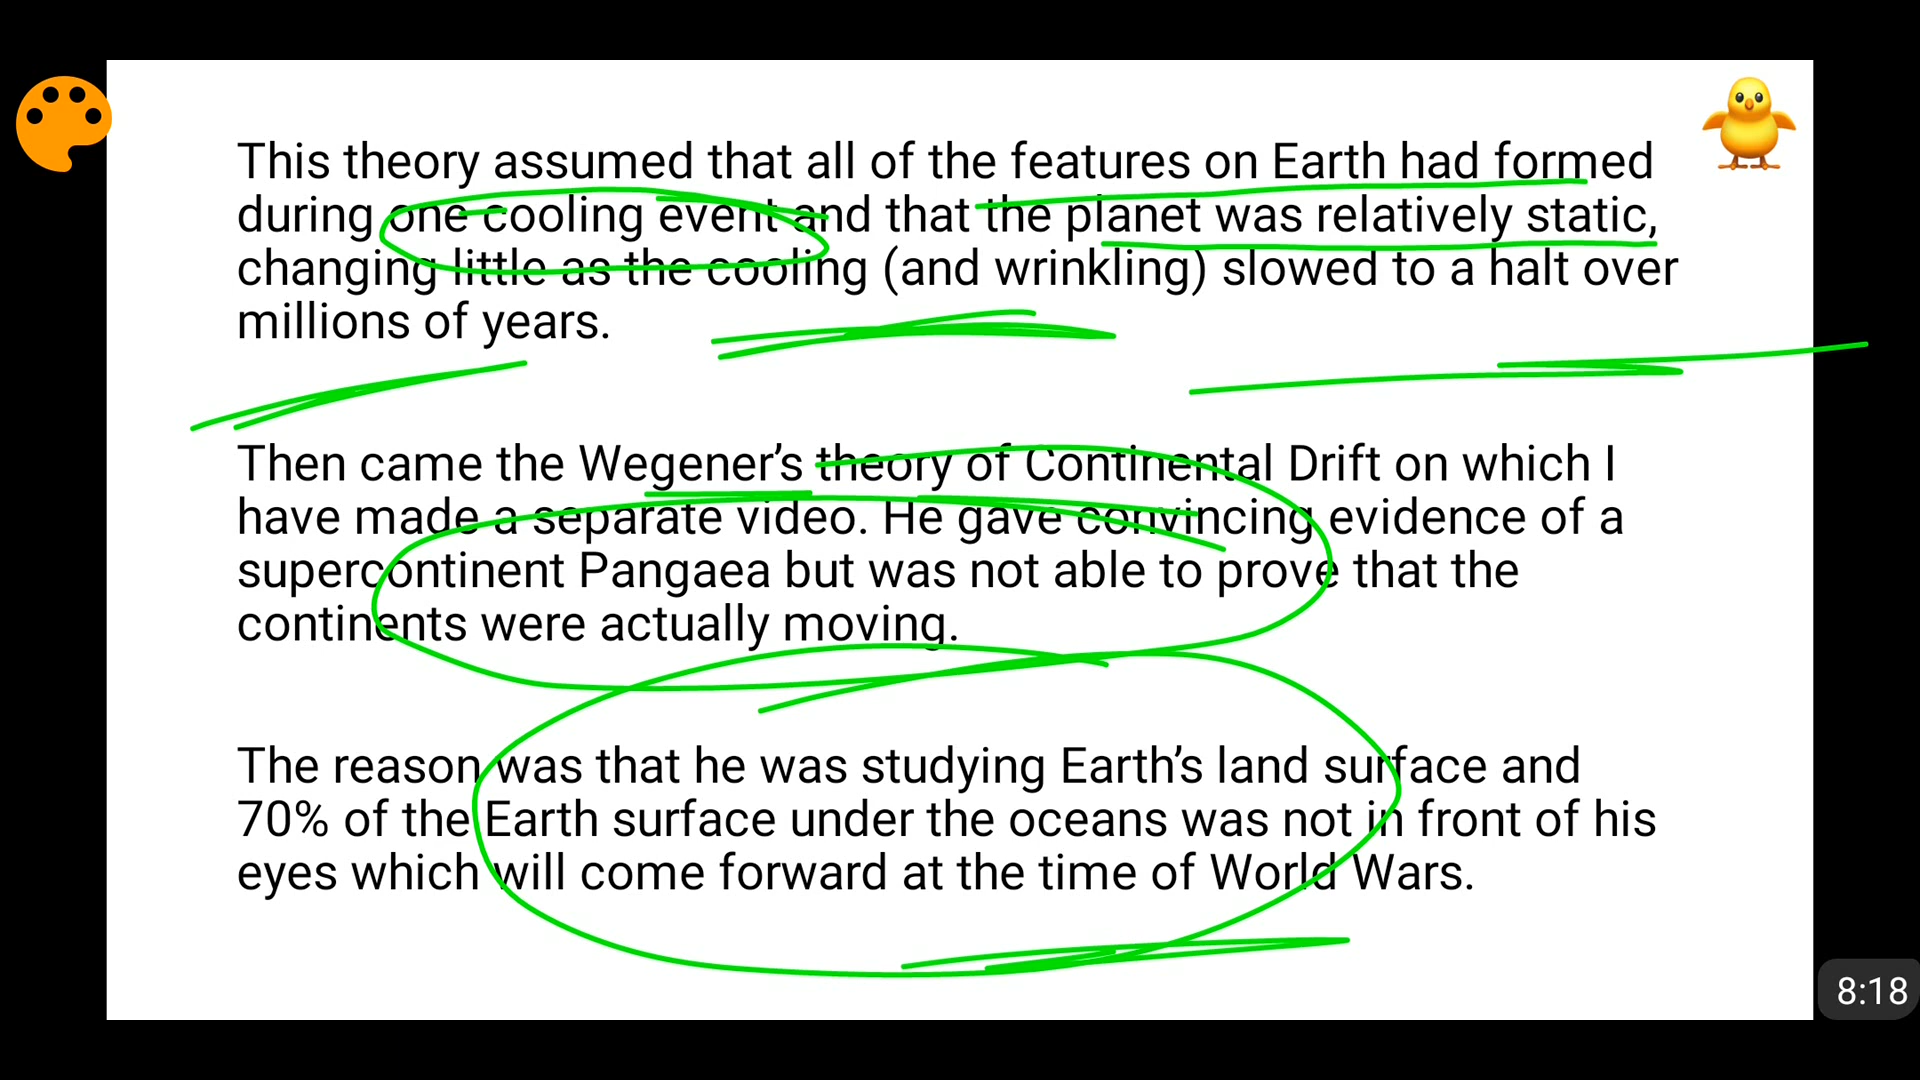 This theory assumed that all of the features on Earth had formed
during one cooling event and that the planet was relatively static,
changing little as the cooling (and wrinkling) slowed to a halt over
millions of years.
Then came the Wegener’s theory of Continental Drift on which I
have made a separate video. He gave convincing evidence of a
supercontinent Pangaea but was not able to prove that the
continents were actually moving.
The reason was that he was studying Earth’s land surface and
70% of the Earth surface under the oceans was not in front of his
eyes which will come forward at the time of World Wars.
8:18